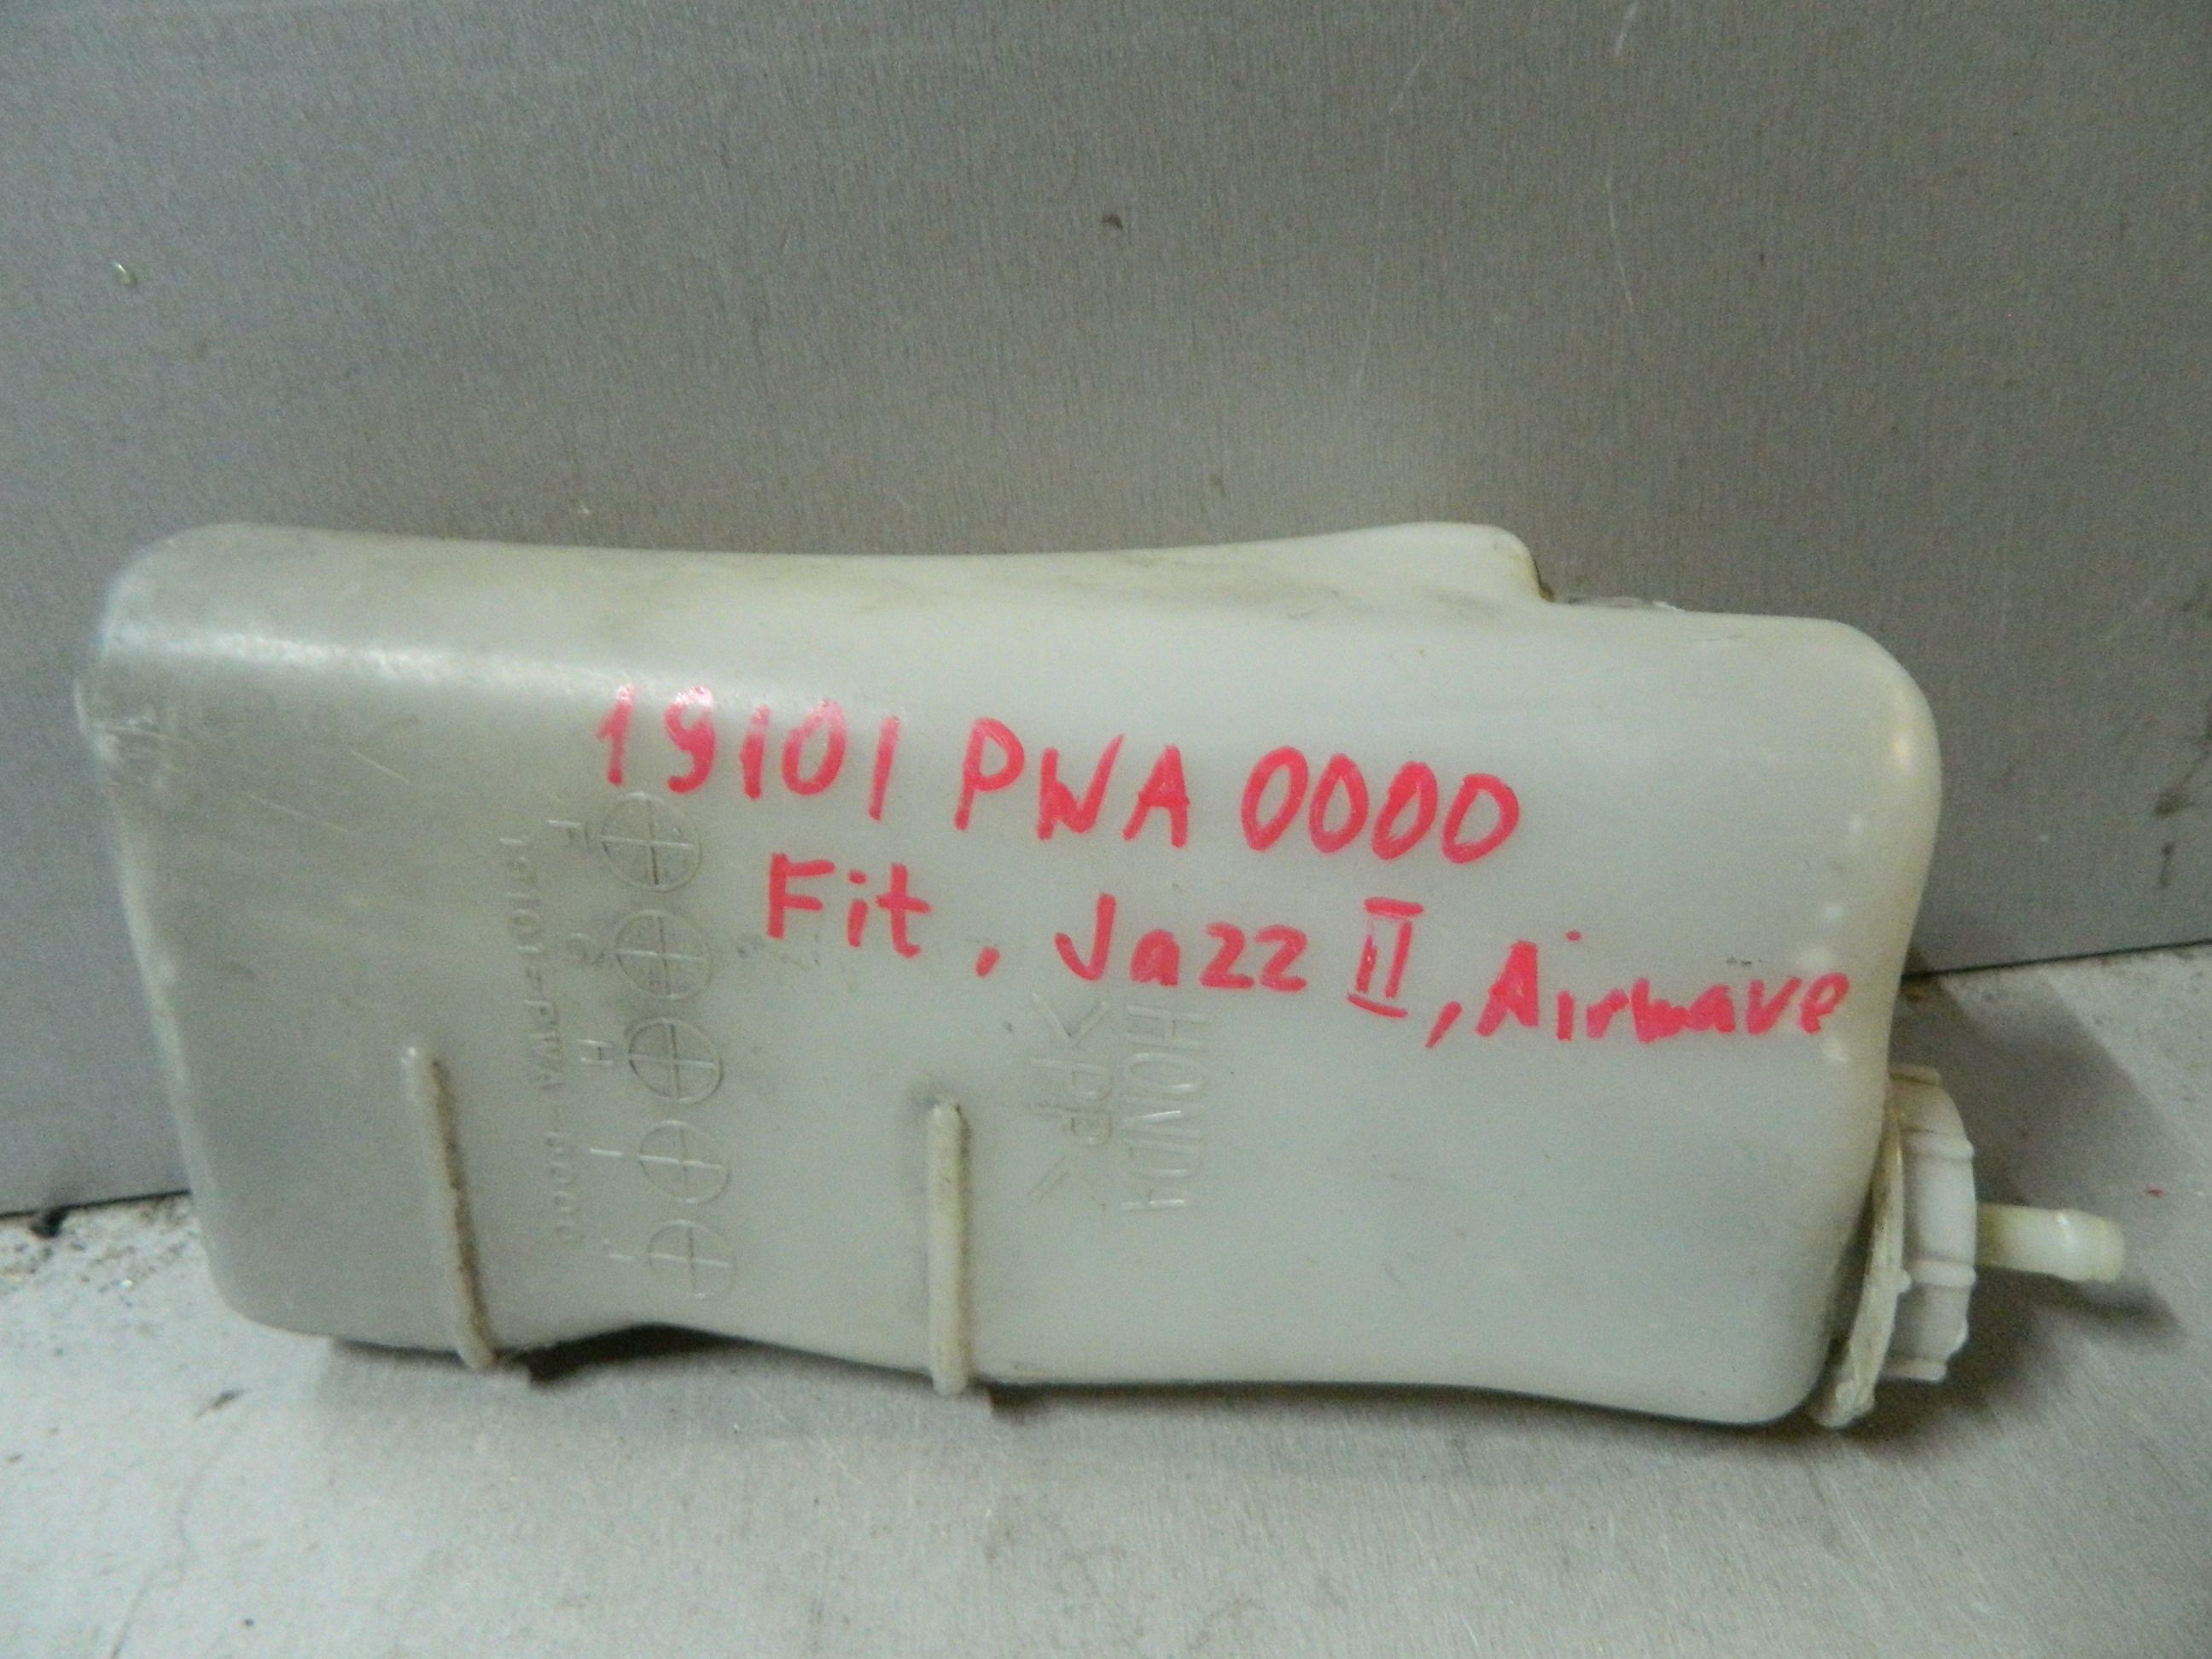 19101 PWA 0000
Fit, Jazz II, Airwave
19101-PWA-0000
F G H I J
>PP<
HONDA